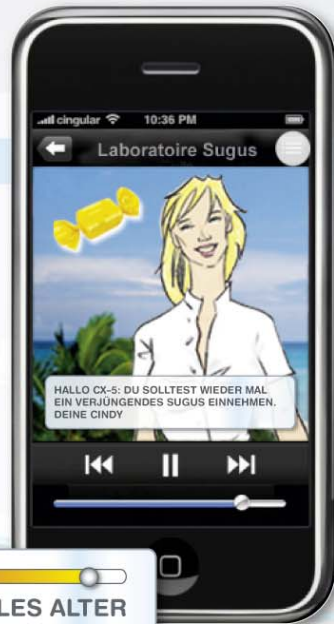 cingular 10:36 PM
Laboratoire Sugus
HALLO CX-5: DU SOLLTEST WIEDER MAL
EIN VERJÜNGENDES SUGUS EINNEHMEN.
DEINE CINDY
LES ALTER